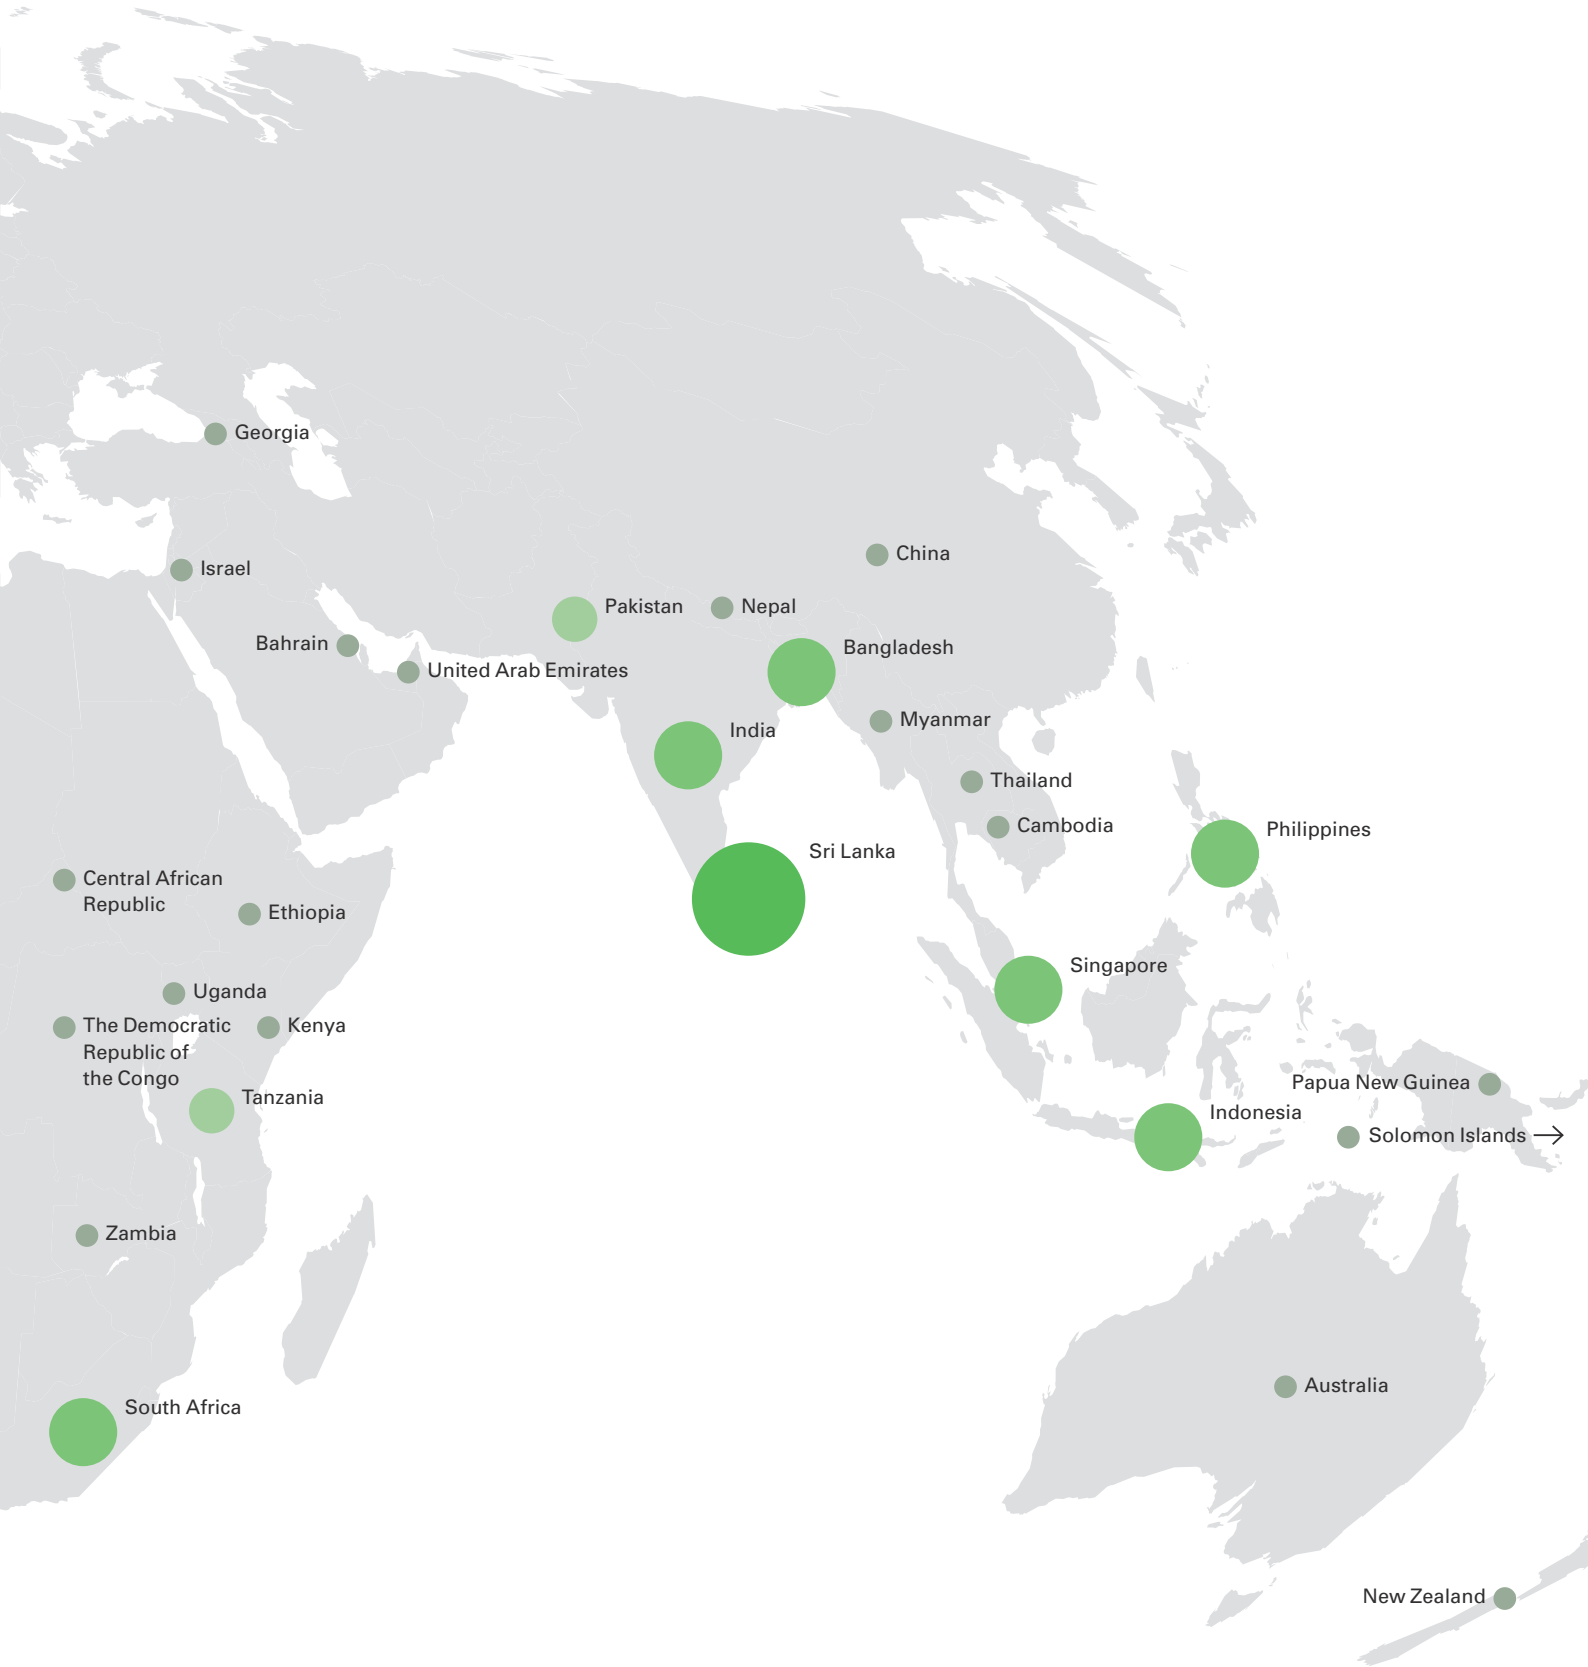 Georgia
China
Israel
Pakistan
Nepal
Bahrain
Bangladesh
United Arab Emirates
Myanmar
India
Thailand
Cambodia
Philippines
Sri Lanka
Central African
Republic
Ethiopia
Singapore
Uganda
The Democratic
Republic of
the Congo
Kenya
Papua New Guinea
Tanzania
Indonesia
Solomon Islands →
Zambia
Australia
South Africa
New Zealand